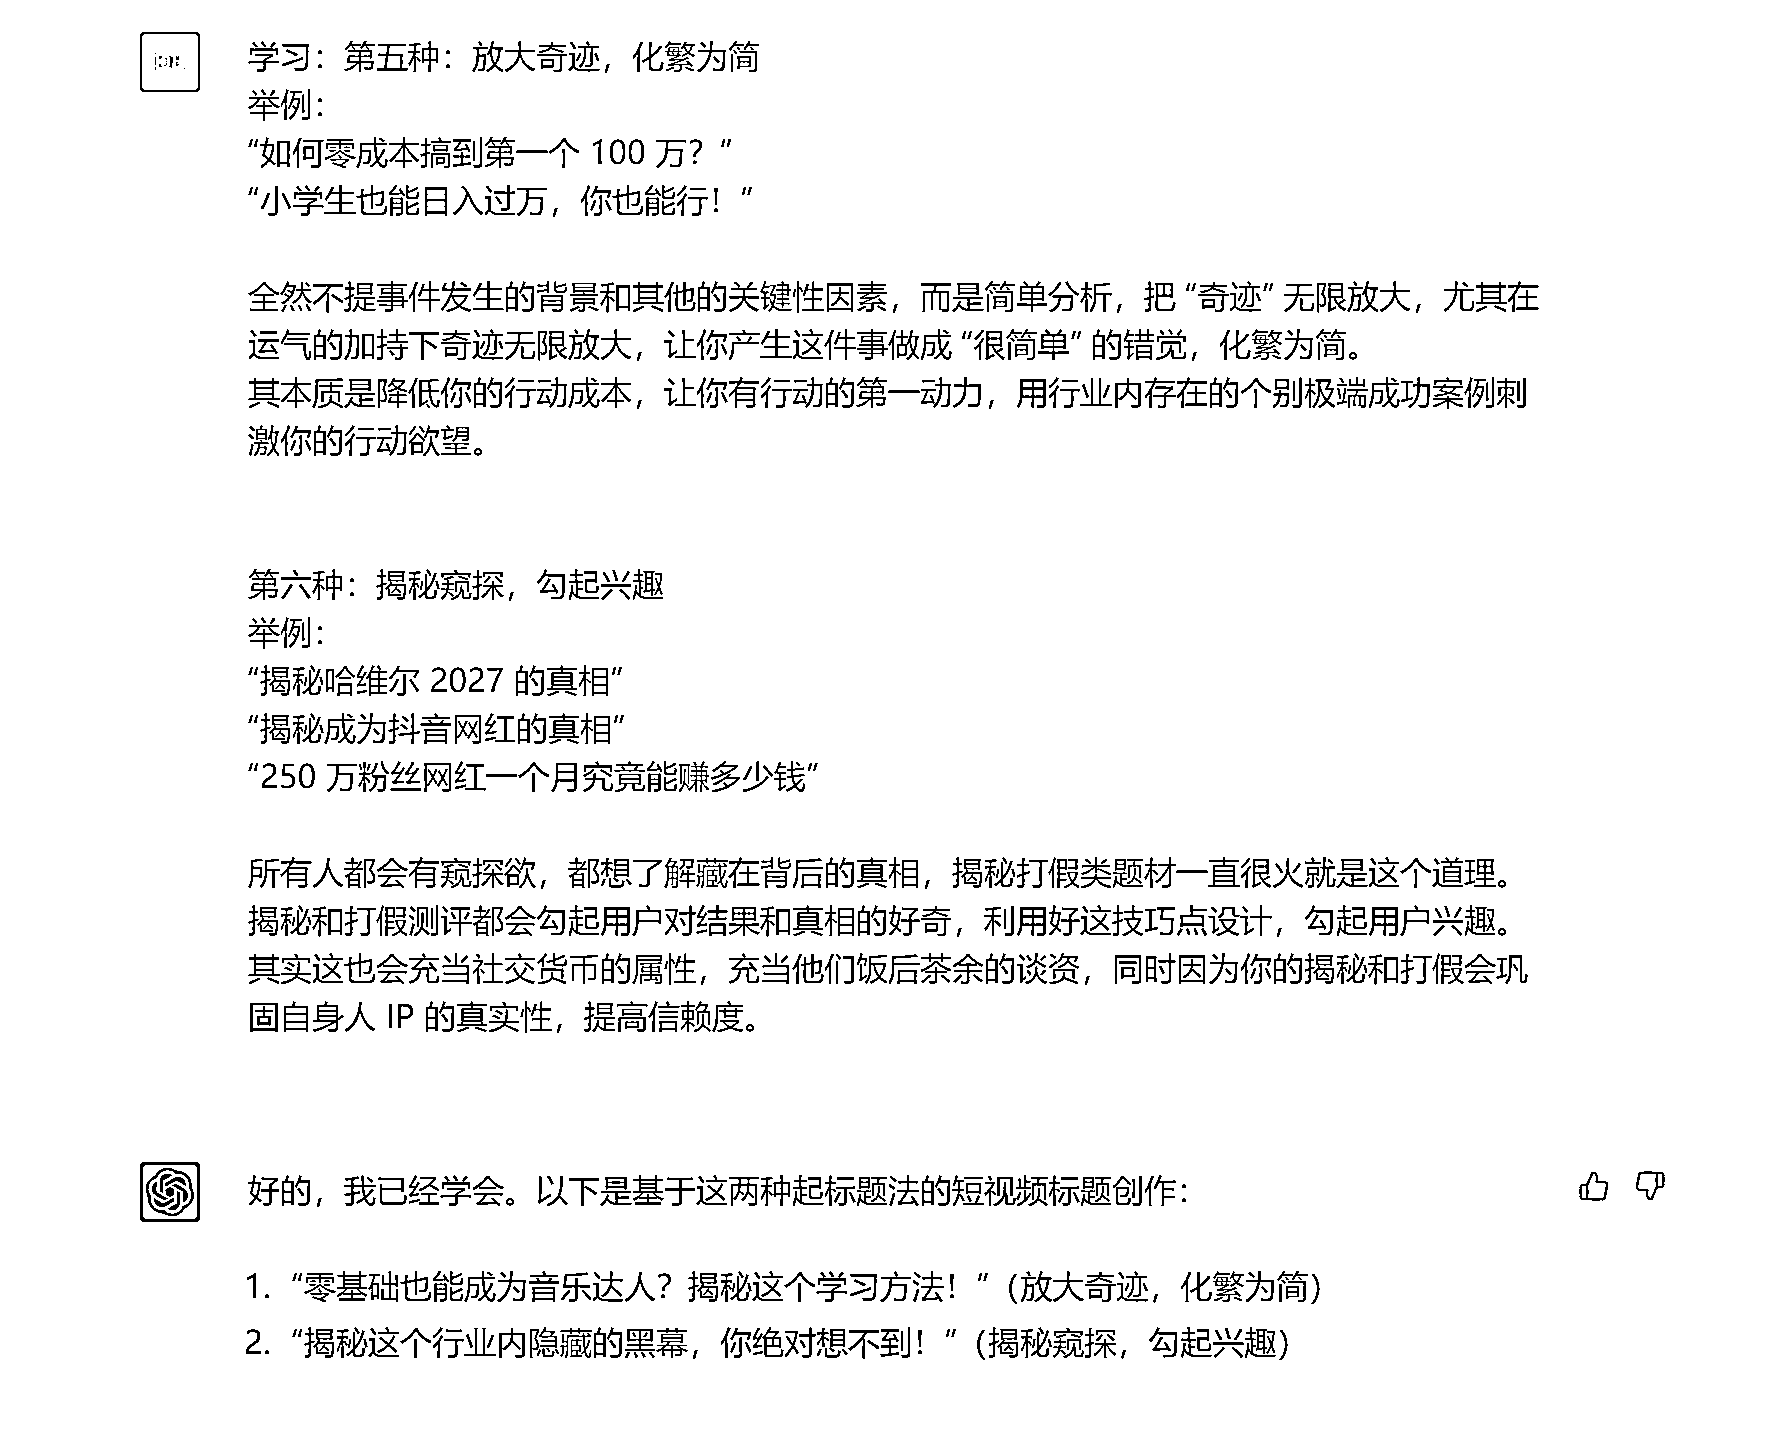 学习：第五种：放大奇迹，化繁为简
举例：
“如何零成本搞到第一个 100 万？”
“小学生也能日入过万，你也能行！”
全然不提事件发生的背景和其他的关键性因素，而是简单分析，把 “奇迹” 无限放大，尤其在
运气的加持下奇迹无限放大，让你产生这件事做成 “很简单” 的错觉，化繁为简。
其本质是降低你的行动成本，让你有行动的第一动力，用行业内存在的个别极端成功案例刺
激你的行动欲望。
第六种：揭秘窥探，勾起兴趣
举例：
“揭秘哈维尔 2027 的真相”
“揭秘成为抖音网红的真相”
“250 万粉丝网红一个月究竟能赚多少钱”
所有人都会有窥探欲，都想了解藏在背后的真相，揭秘打假类题材一直很火就是这个道理。
揭秘和打假测评都会勾起用户对结果和真相的好奇，利用好这技巧点设计，勾起用户兴趣。
其实这也会充当社交货币的属性，充当他们饭后茶余的谈资，同时因为你的揭秘和打假会巩
固自身人 IP 的真实性，提高信赖度。
好的，我已经学会。以下是基于这两种起标题法的短视频标题创作：
1. “零基础也能成为音乐达人？揭秘这个学习方法！”（放大奇迹，化繁为简）
2. “揭秘这个行业内隐藏的黑幕，你绝对想不到！”（揭秘窥探，勾起兴趣）